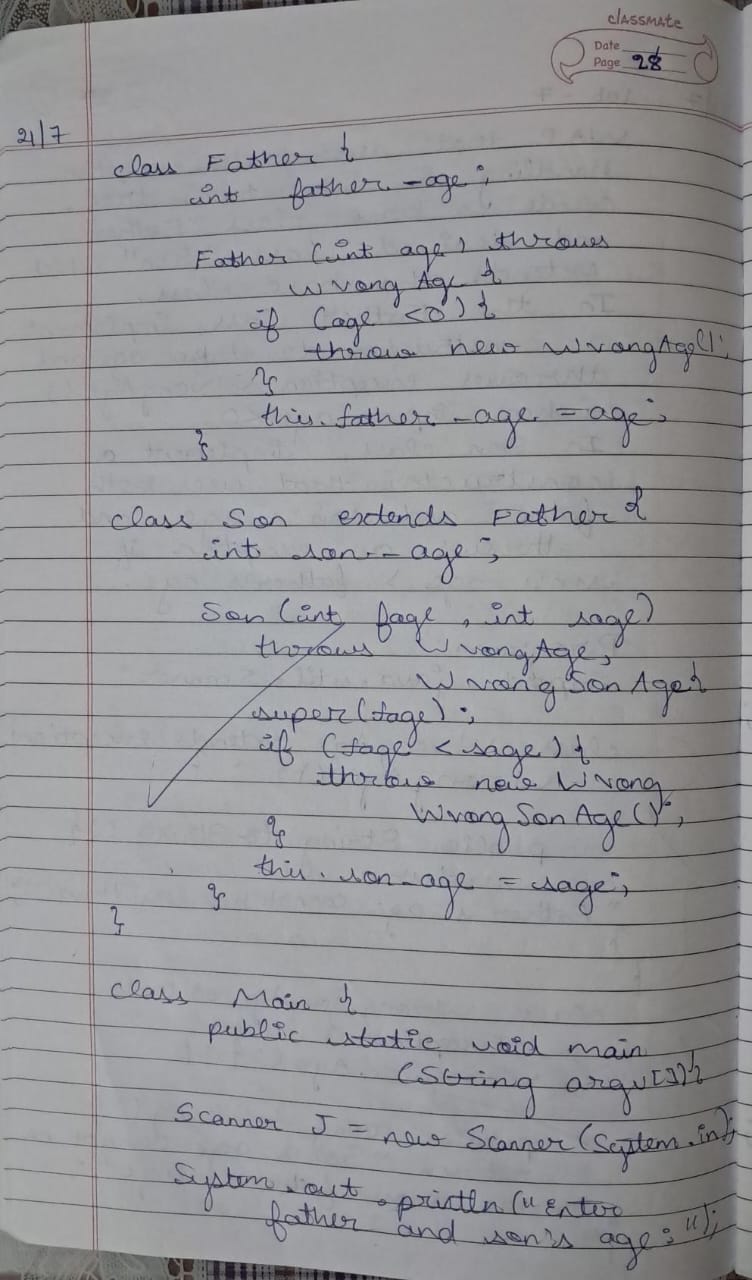 classmate
Date
Page 28
21/7
class Father {
int father_age;
Father (int age) throws
Wrong Age {
if (age <0) {
throw new WrongAge();
}
this.father_age = age;
}
class Son extends Father {
int son_age;
Son (int fage, int sage)
throws WrongAge,
WrongSonAge{
super(fage);
if (fage < sage) {
throw new Wrong
WrongSonAge();
}
this.son_age = sage;
}
}
class Main {
public static void main
(String argv[]){
Scanner J = new Scanner (System.in);
System.out.println ("Enter
father and son's age:");